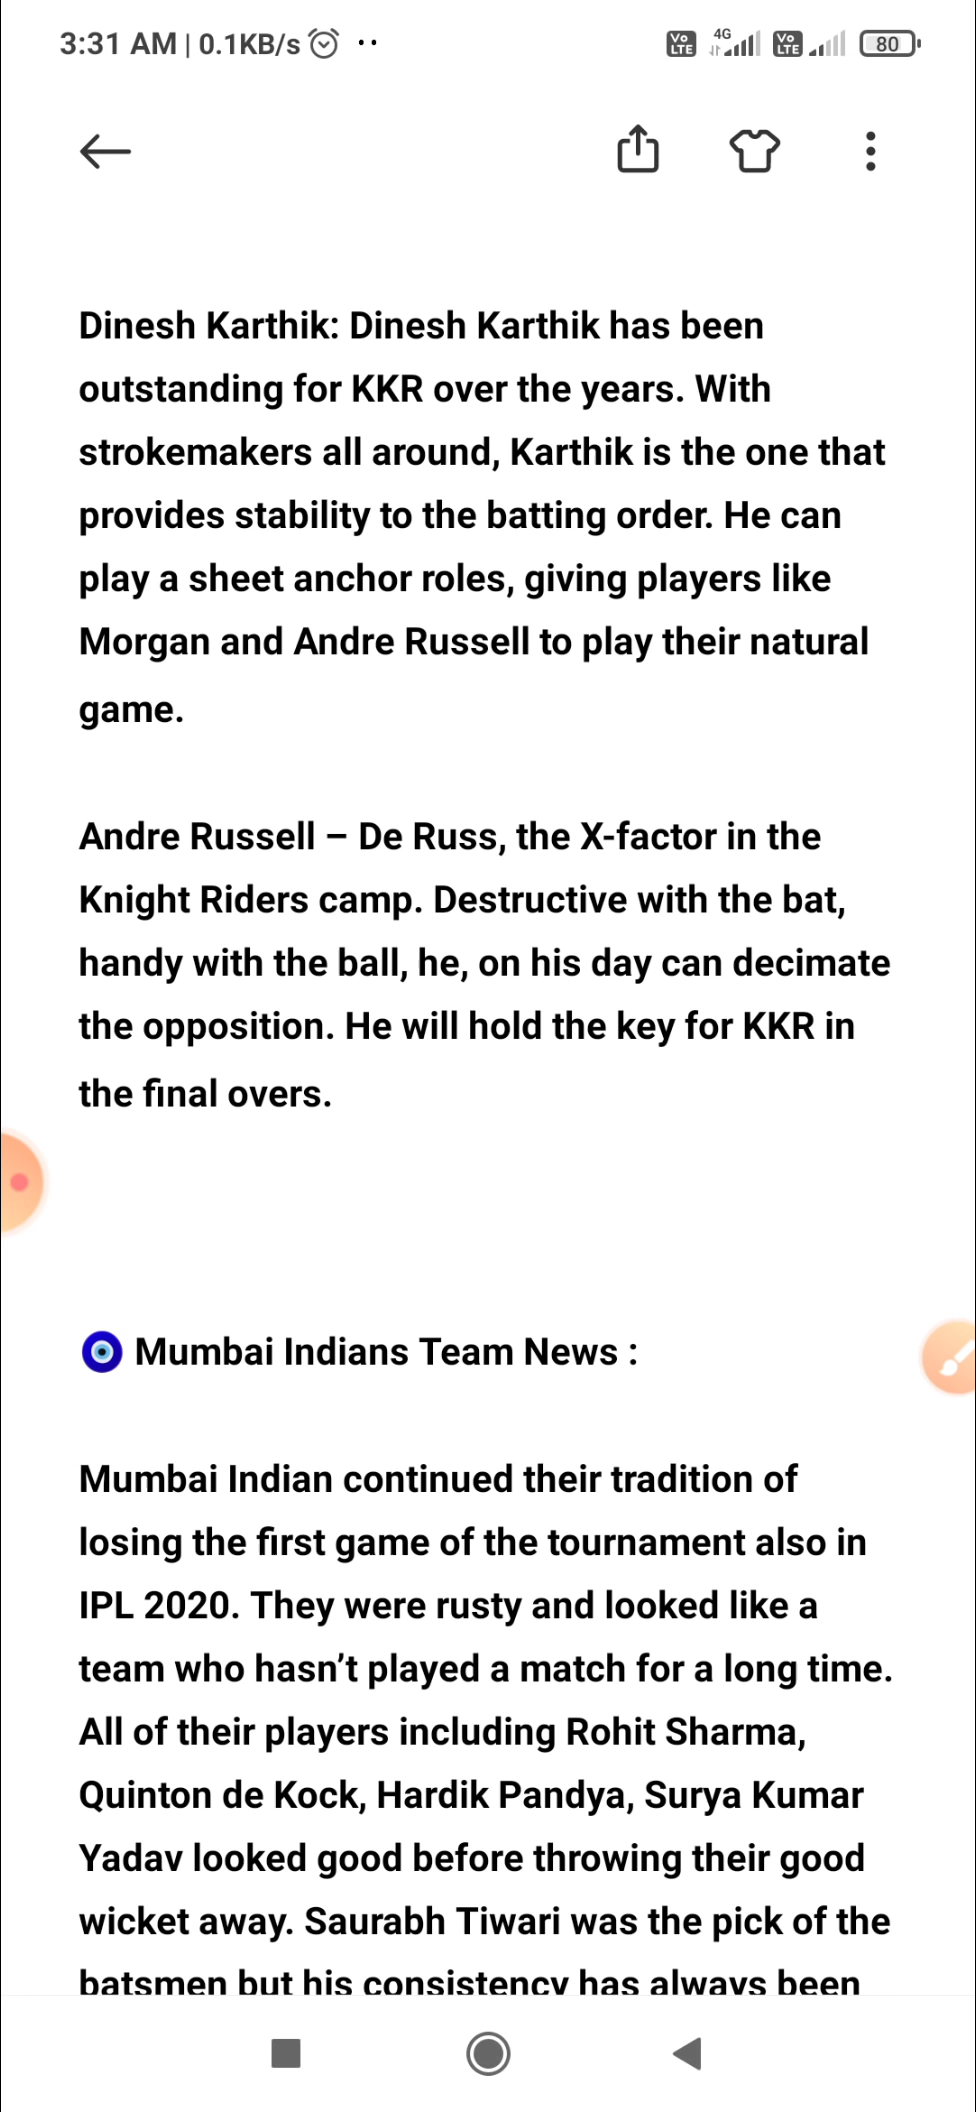 3:31 AM | 0.1KB/s
Vo LTE 4G Vo LTE 80
Dinesh Karthik: Dinesh Karthik has been
outstanding for KKR over the years. With
strokemakers all around, Karthik is the one that
provides stability to the batting order. He can
play a sheet anchor roles, giving players like
Morgan and Andre Russell to play their natural
game.
Andre Russell – De Russ, the X-factor in the
Knight Riders camp. Destructive with the bat,
handy with the ball, he, on his day can decimate
the opposition. He will hold the key for KKR in
the final overs.
🧿 Mumbai Indians Team News :
Mumbai Indian continued their tradition of
losing the first game of the tournament also in
IPL 2020. They were rusty and looked like a
team who hasn’t played a match for a long time.
All of their players including Rohit Sharma,
Quinton de Kock, Hardik Pandya, Surya Kumar
Yadav looked good before throwing their good
wicket away. Saurabh Tiwari was the pick of the
batsmen but his consistency has always been